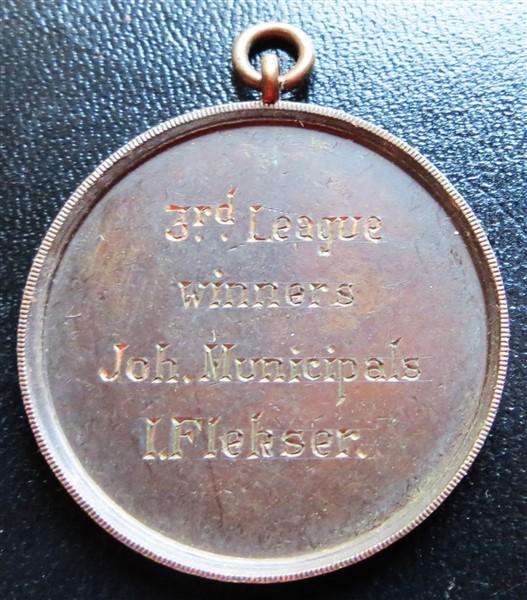 3rd. League
winners
Joh. Municipals
I. Flekser.